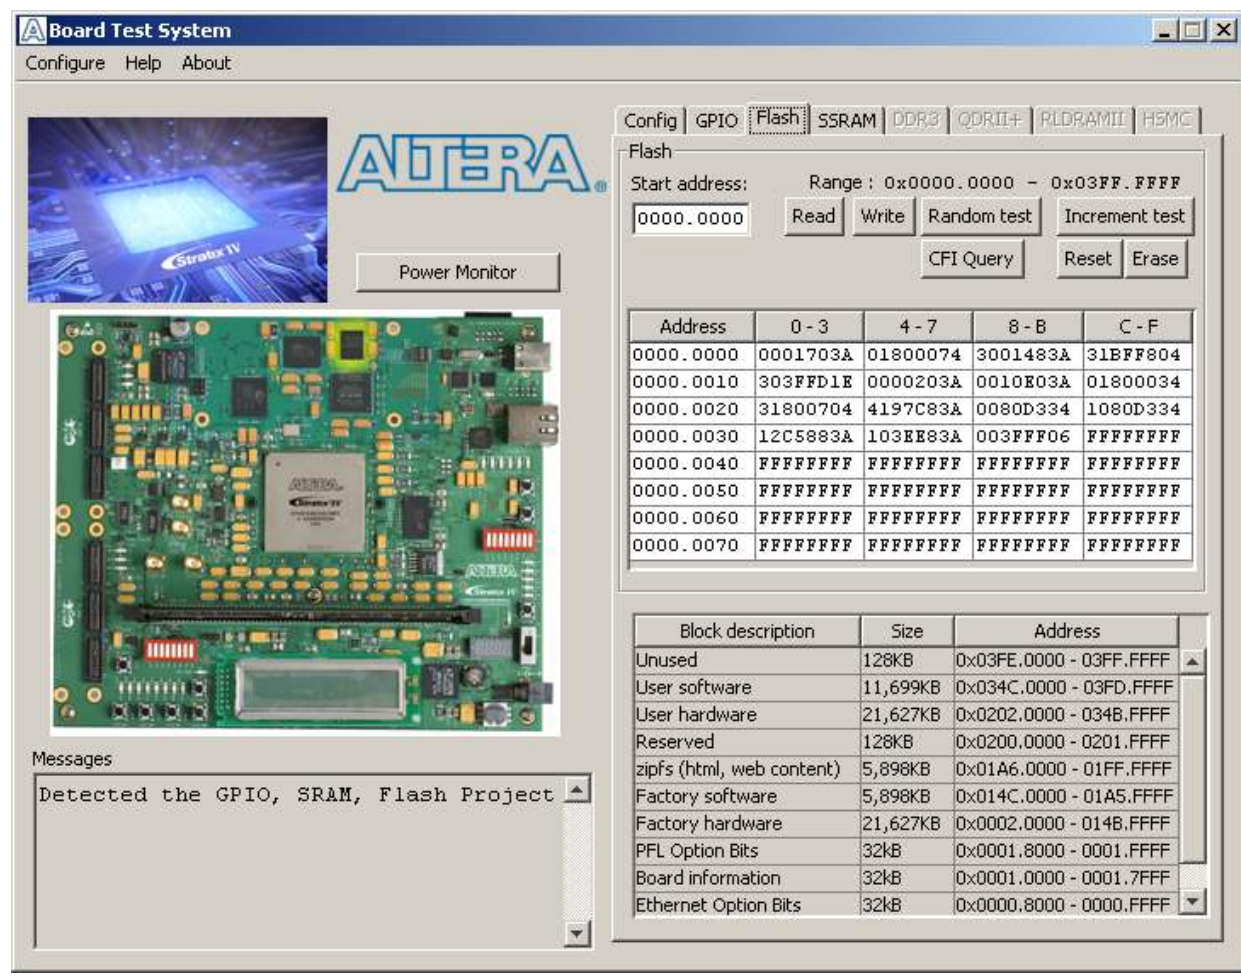 Board Test System
Configure Help About
ALTERA
Stratix IV
Power Monitor
ALTERA
Stratix IV
ALTERA
Stratix IV
Messages
Detected the GPIO, SRAM, Flash Project
Config GPIO Flash SSRAM DDR3 QDRII+ RLDRAMII HSMC
Flash
Start address: Range : 0x0000.0000 - 0x03FF.FFFF
0000.0000 Read Write Random test Increment test
CFI Query Reset Erase
Address 0 - 3 4 - 7 8 - B C - F
0000.0000 0001703A 01800074 3001483A 31BFF804
0000.0010 303FFD1E 0000203A 0010E03A 01800034
0000.0020 31800704 4197C83A 0080D334 1080D334
0000.0030 12C5883A 103EE83A 003FFF06 FFFFFFFF
0000.0040 FFFFFFFF FFFFFFFF FFFFFFFF FFFFFFFF
0000.0050 FFFFFFFF FFFFFFFF FFFFFFFF FFFFFFFF
0000.0060 FFFFFFFF FFFFFFFF FFFFFFFF FFFFFFFF
0000.0070 FFFFFFFF FFFFFFFF FFFFFFFF FFFFFFFF
Block description Size Address
Unused 128KB 0x03FE.0000 - 03FF.FFFF
User software 11,699KB 0x034C.0000 - 03FD.FFFF
User hardware 21,627KB 0x0202.0000 - 034B.FFFF
Reserved 128KB 0x0200.0000 - 0201.FFFF
zipfs (html, web content) 5,898KB 0x01A6.0000 - 01FF.FFFF
Factory software 5,898KB 0x014C.0000 - 01A5.FFFF
Factory hardware 21,627KB 0x0002.0000 - 014B.FFFF
PFL Option Bits 32kB 0x0001.8000 - 0001.FFFF
Board information 32kB 0x0001.0000 - 0001.7FFF
Ethernet Option Bits 32kB 0x0000.8000 - 0000.FFFF